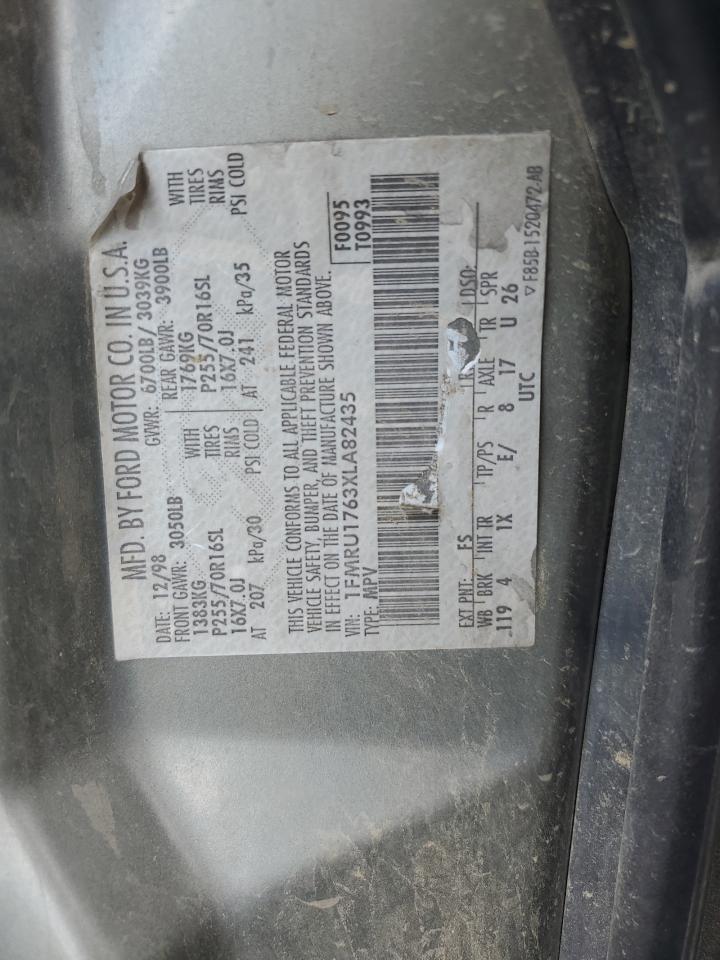 MFD. BY FORD MOTOR CO. IN U.S.A.
DATE: 12/98 GVWR: 6700LB/ 3039KG
FRONT GAWR: 3050LB REAR GAWR: 3900LB
1383KG WITH 1769KG WITH
P255/70R16SL TIRES P255/70R16SL TIRES
16X7.0J RIMS 16X7.0J RIMS
AT 207 kPa/30 PSI COLD AT 241 kPa/35 PSI COLD
THIS VEHICLE CONFORMS TO ALL APPLICABLE FEDERAL MOTOR
VEHICLE SAFETY, BUMPER, AND THEFT PREVENTION STANDARDS
IN EFFECT ON THE DATE OF MANUFACTURE SHOWN ABOVE.
VIN: 1FMRU1763XLA82435 F0095
TYPE: MPV T0993
EXT PNT: FS DSO:
WB BRK INT TR TP/PS R AXLE TR SPR
119 4 1X E/ 8 17 U 26
UTC
▽ F85B-1520472-AB